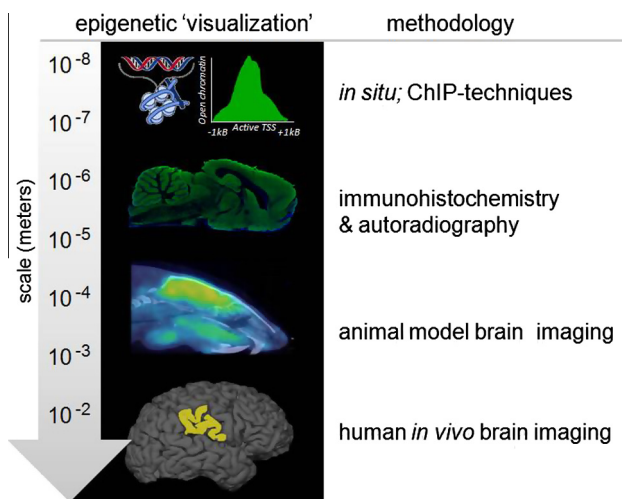 epigenetic ‘visualization’
methodology
scale (meters)
10-8
10-7
10-6
10-5
10-4
10-3
10-2
Open chromatin
Active TSS
-1kB
+1kB
in situ; ChIP-techniques
immunohistochemistry
& autoradiography
animal model brain imaging
human in vivo brain imaging